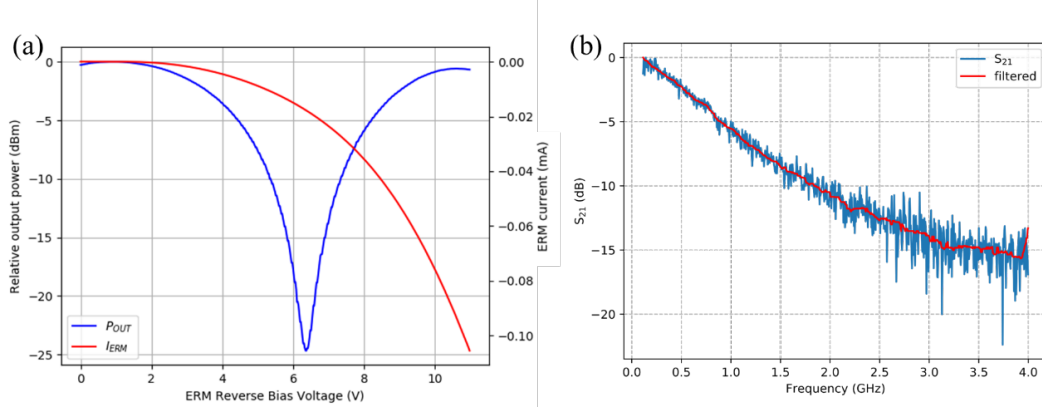 (a)
0
−5
−10
−15
−20
−25
Relative output power (dBm)
0.00
−0.02
−0.04
−0.06
−0.08
−0.10
ERM current (mA)
P_OUT
I_ERM
0 2 4 6 8 10
ERM Reverse Bias Voltage (V)
(b)
0
−5
−10
−15
−20
S₂₁ (dB)
S₂₁
filtered
0.0 0.5 1.0 1.5 2.0 2.5 3.0 3.5 4.0
Frequency (GHz)